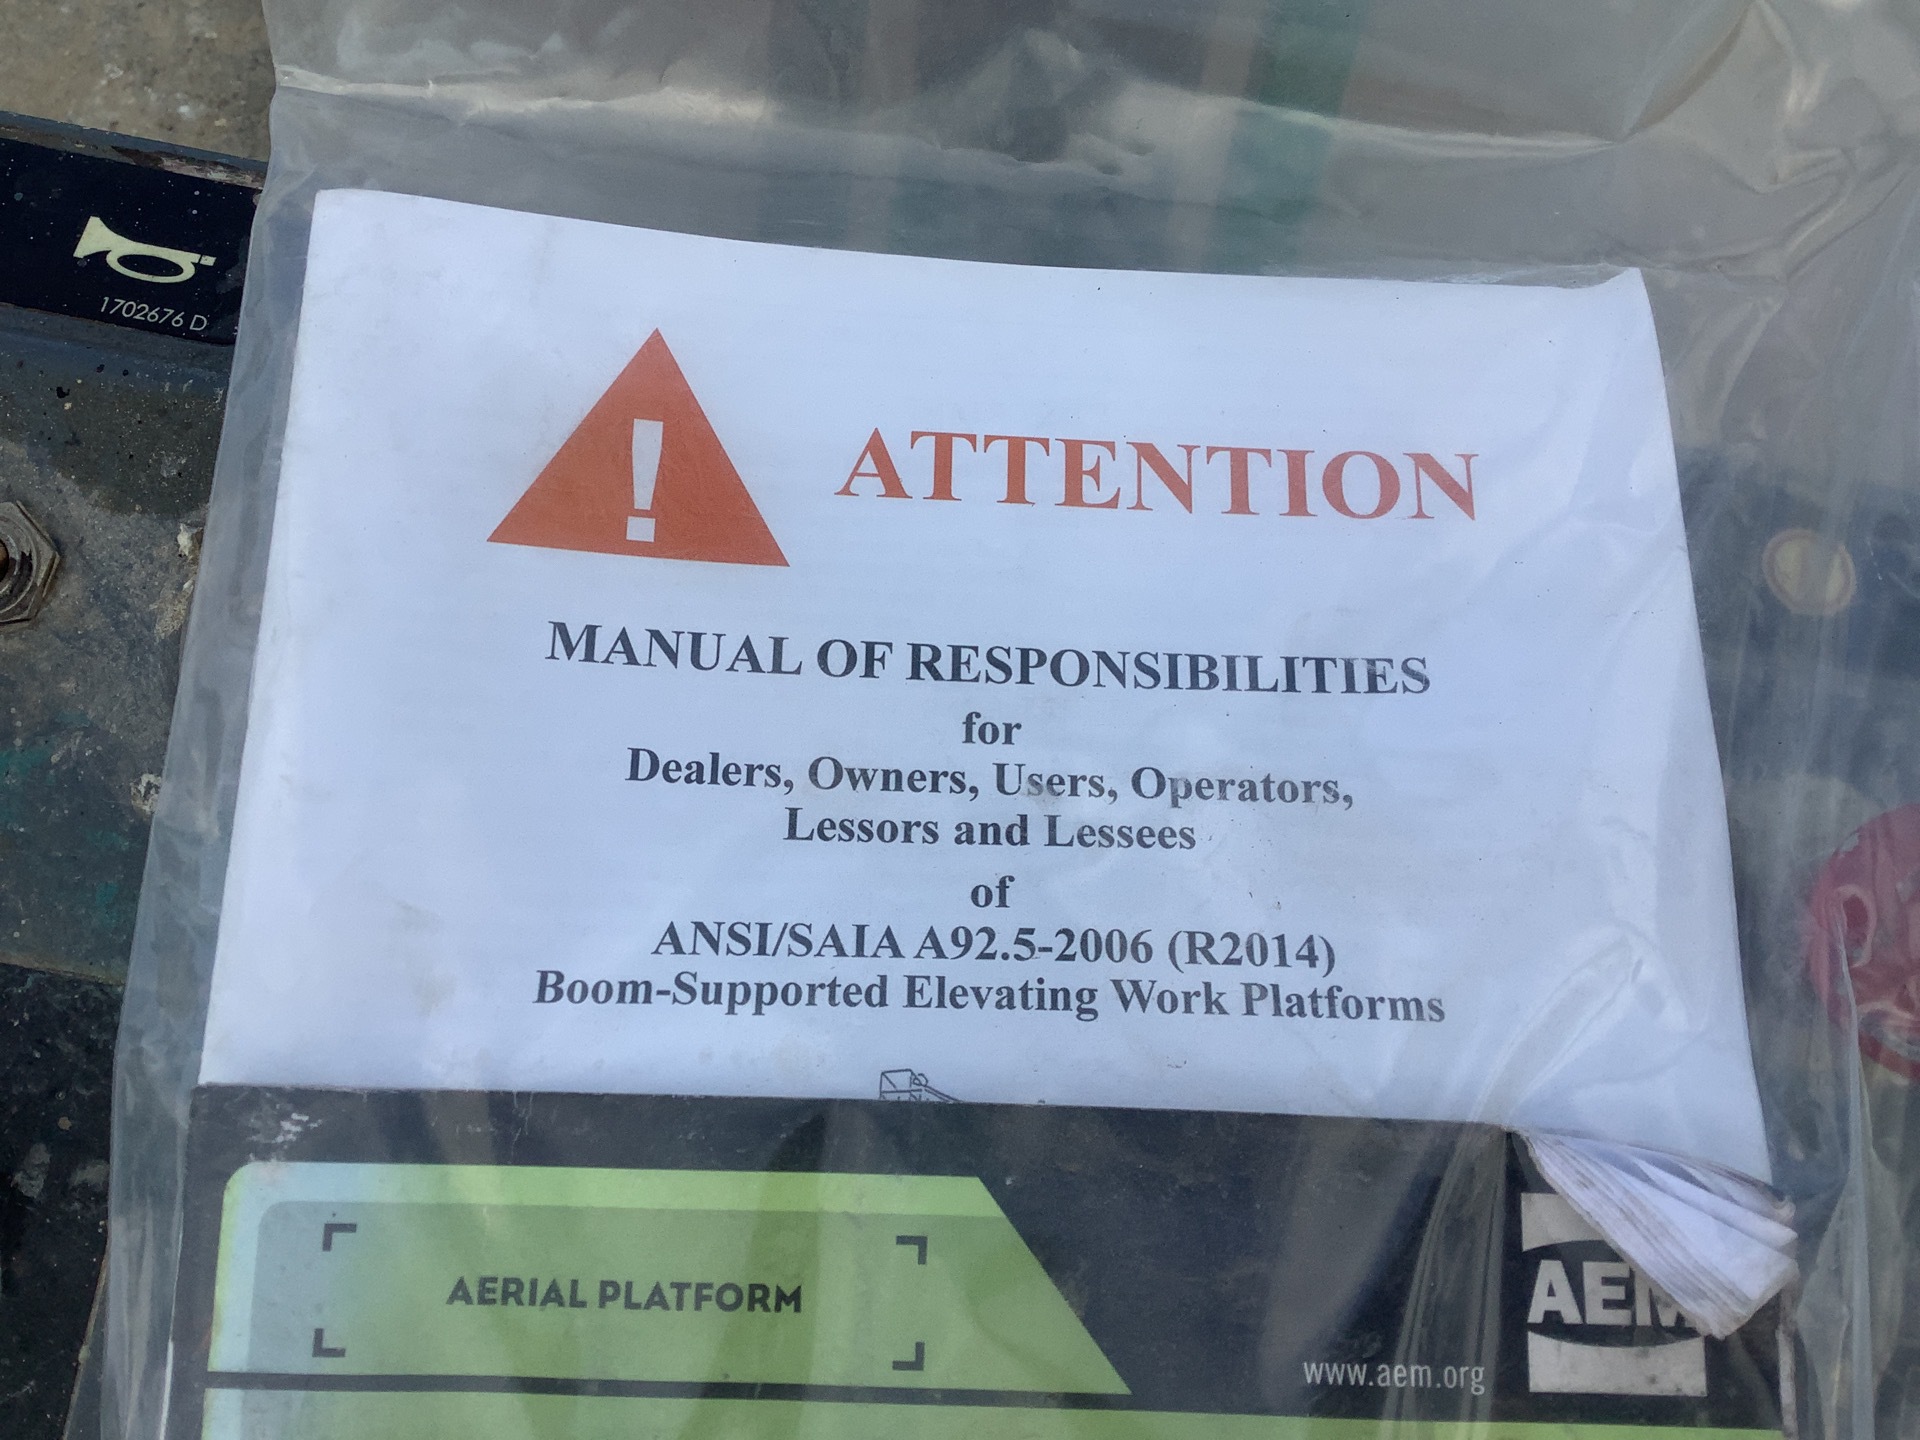 1702676 D
!
ATTENTION
MANUAL OF RESPONSIBILITIES
for
Dealers, Owners, Users, Operators,
Lessors and Lessees
of
ANSI/SAIA A92.5-2006 (R2014)
Boom-Supported Elevating Work Platforms
AERIAL PLATFORM
AEM
www.aem.org